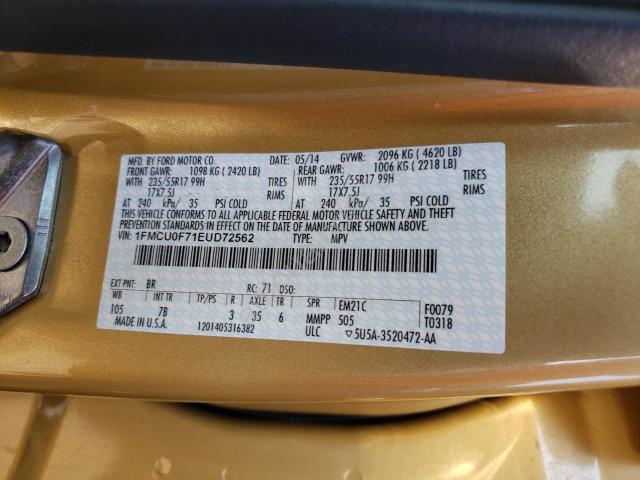 MFD. BY FORD MOTOR CO. 05/14 GVWR: 2096 KG ( 4620 LB)
FRONT GAWR: 1098 KG ( 2420 LB) REAR GAWR: 1006 KG ( 2218 LB)
WITH 235/55R17 99H TIRES WITH 235/55R17 99H TIRES
17X7.5J RIMS 17X7.5J RIMS
AT 240 kPa/ 35 PSI COLD AT 240 kPa/ 35 PSI COLD
THIS VEHICLE CONFORMS TO ALL APPLICABLE FEDERAL MOTOR VEHICLE SAFETY AND THEFT
PREVENTION STANDARDS IN EFFECT ON THE DATE OF MANUFACTURE SHOWN ABOVE.
VIN: 1FMCU0F71EUD72562 TYPE: MPV
EXT PNT: BR RC: 71 DSO:
WB INT TR TP/PS R AXLE TR SPR EM21C F0079
105 7B 3 35 6 MMPP 505 T0318
MADE IN U.S.A. 1201405316382 ULC ▽5U5A-3520472-AA